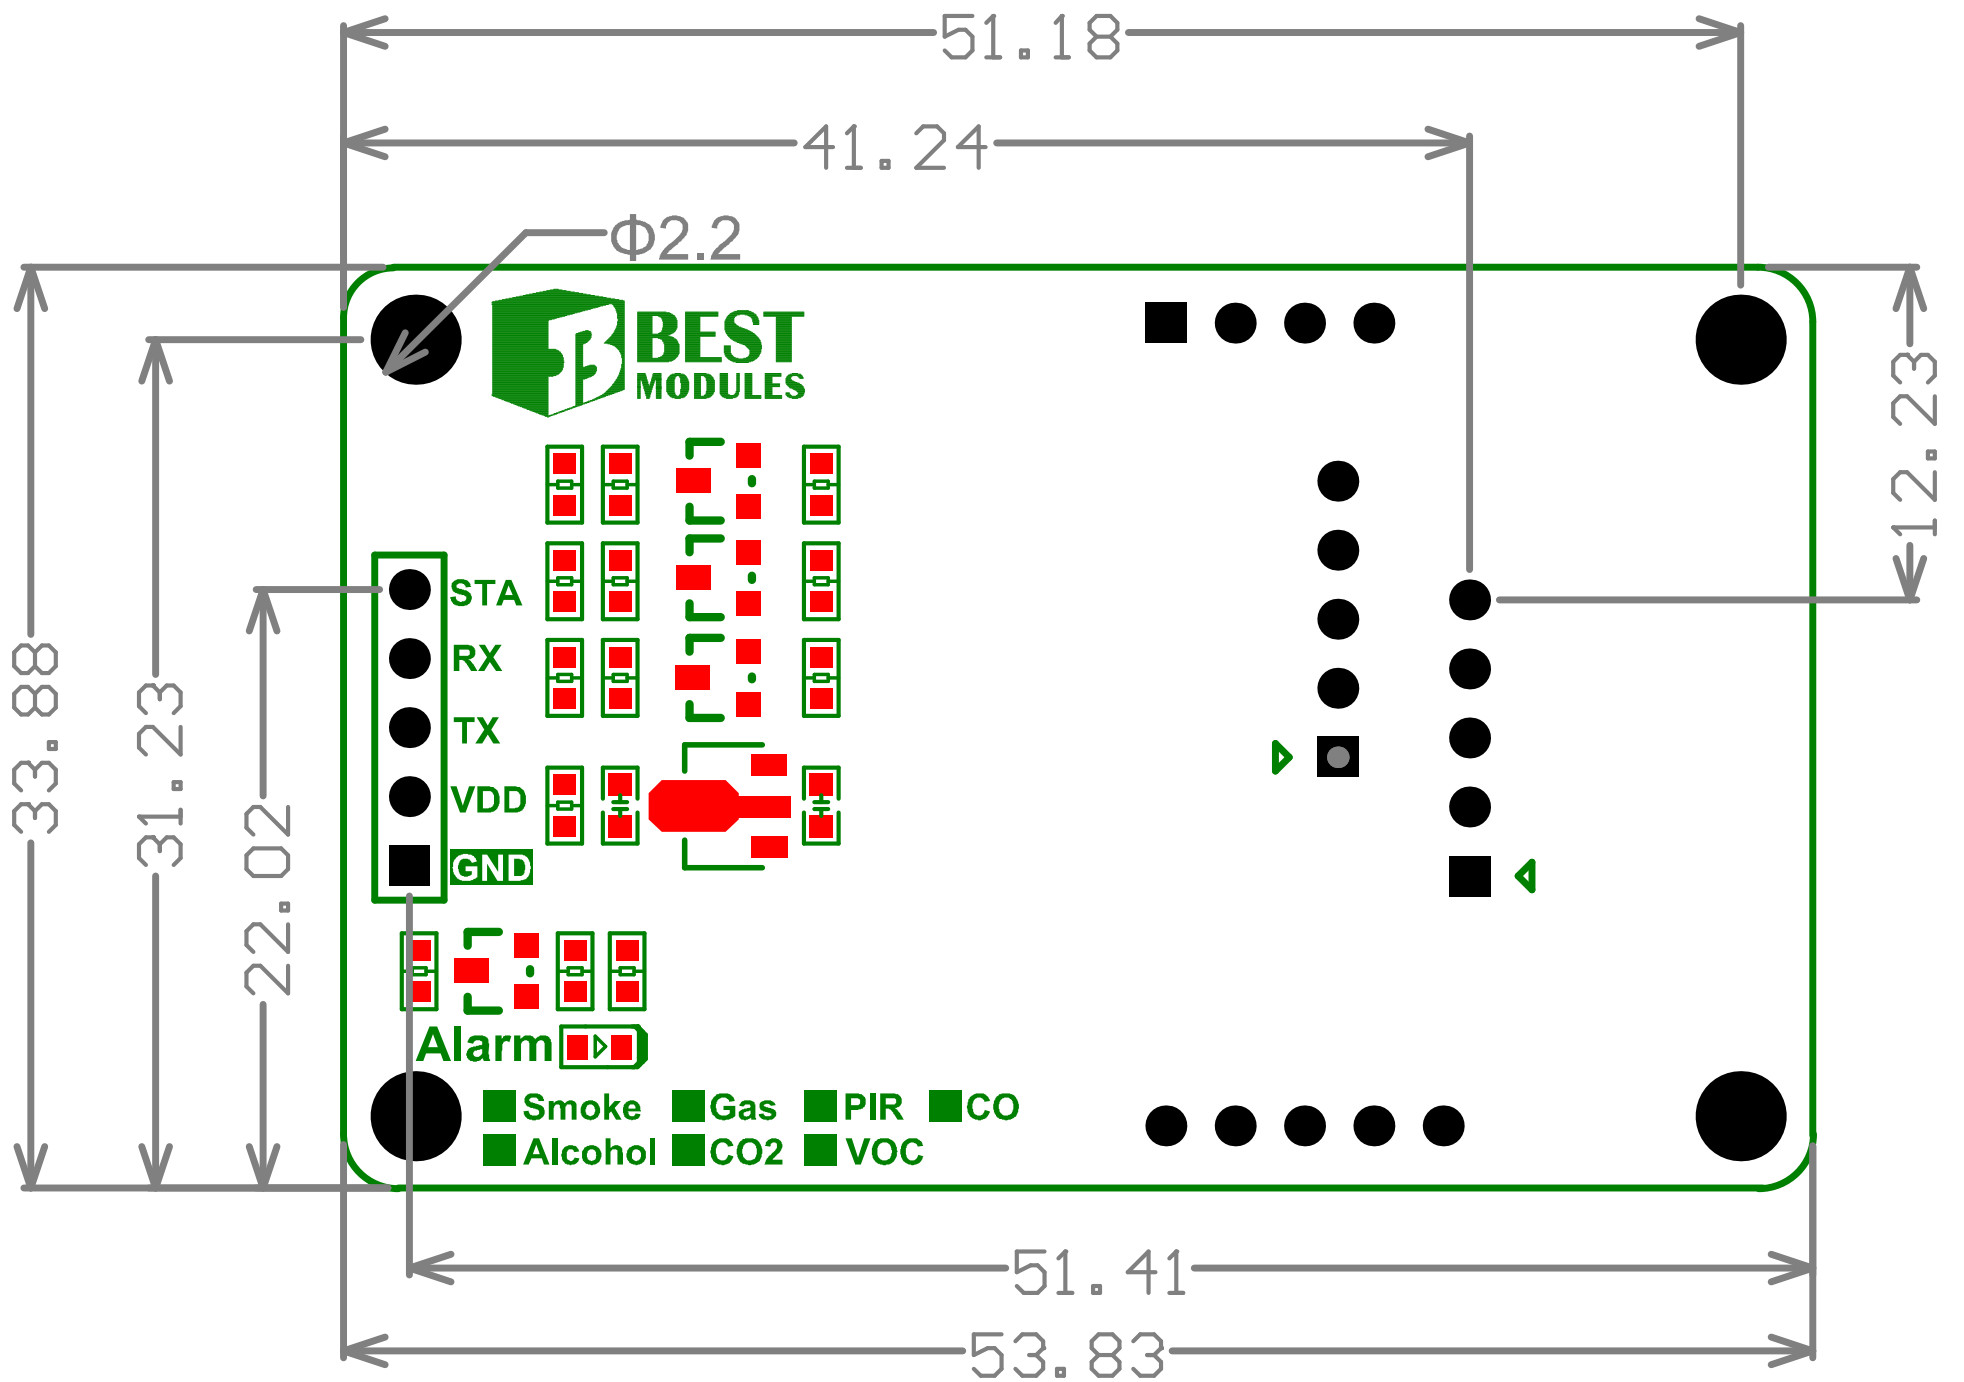 51.18
41.24
Φ2.2
BEST
MODULES
12.23
33.88
31.23
22.02
STA
RX
TX
VDD
GND
Alarm
Smoke Gas PIR CO
Alcohol CO2 VOC
51.41
53.83